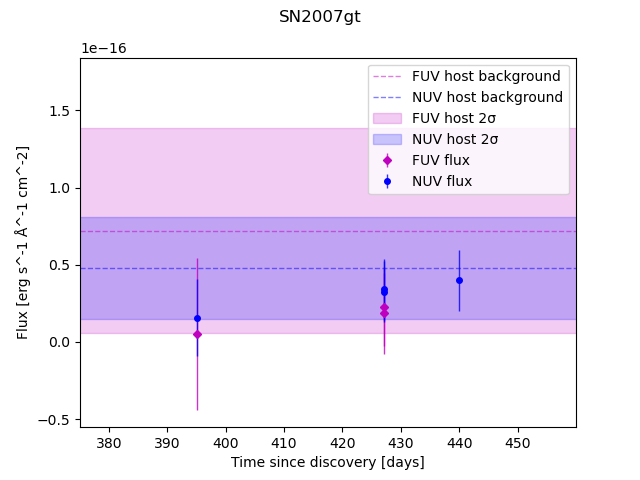 SN2007gt
1e−16
FUV host background
NUV host background
FUV host 2σ
NUV host 2σ
FUV flux
NUV flux
Flux [erg s^-1 Å^-1 cm^-2]
1.5
1.0
0.5
0.0
−0.5
380 390 400 410 420 430 440 450
Time since discovery [days]